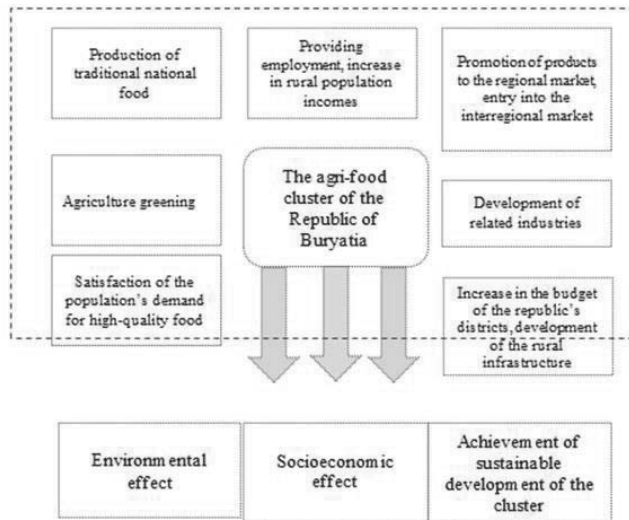 Production of
traditional national
food
Providing
employment, increase
in rural population
incomes
Promotion of products
to the regional market,
entry into the
interregional market
Agriculture greening
The agri-food
cluster of the
Republic of
Buryatia
Development of
related industries
Satisfaction of the
population's demand
for high-quality food
Increase in the budget
of the republic's
districts, development
of the rural
infrastructure
Environmental
effect
Socioeconomic
effect
Achievement of
sustainable
development of the
cluster